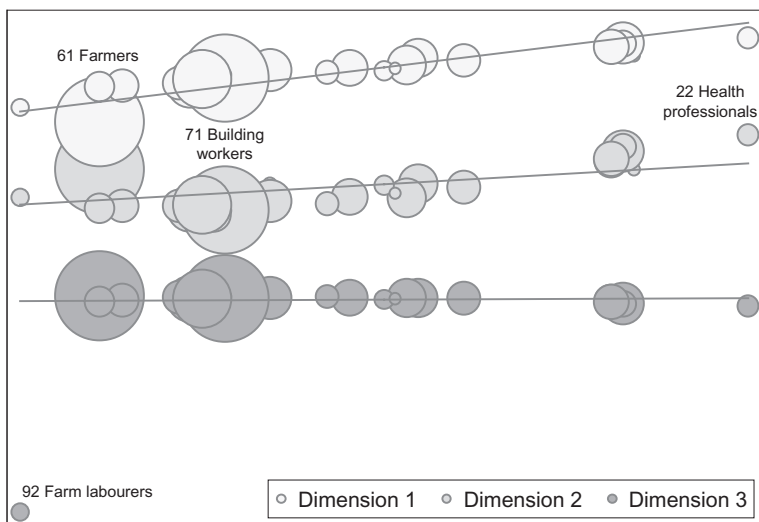 61 Farmers
22 Health
professionals
71 Building
workers
92 Farm labourers
Dimension 1
Dimension 2
Dimension 3